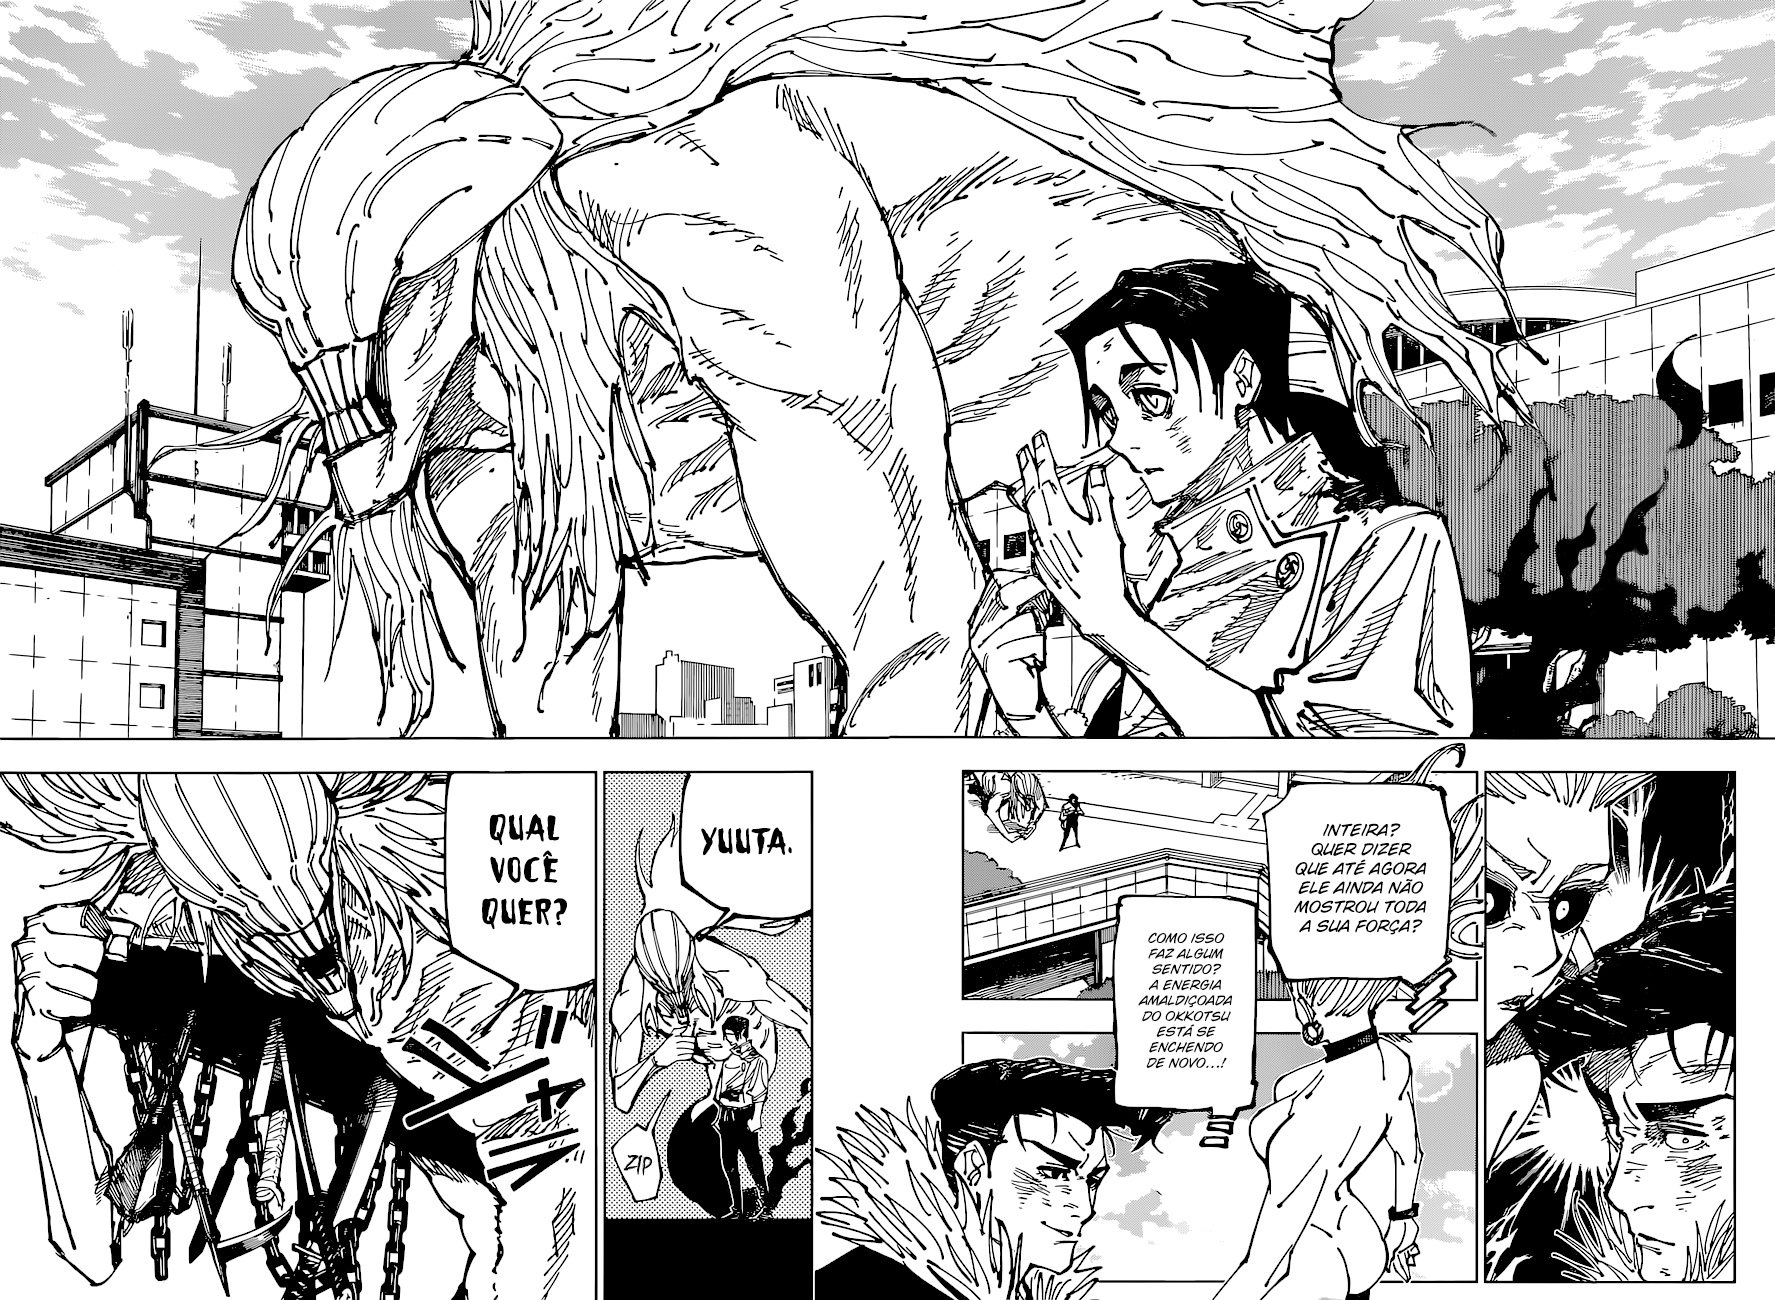 INTEIRA?
QUER DIZER
QUE ATÉ AGORA
ELE AINDA NÃO
MOSTROU TODA
A SUA FORÇA?
COMO ISSO
FAZ ALGUM
SENTIDO?
A ENERGIA
AMALDIÇOADA
DO OKKOTSU
ESTÁ SE
ENCHENDO
DE NOVO...!
YUUTA.
ZIP
QUAL
VOCÊ
QUER?